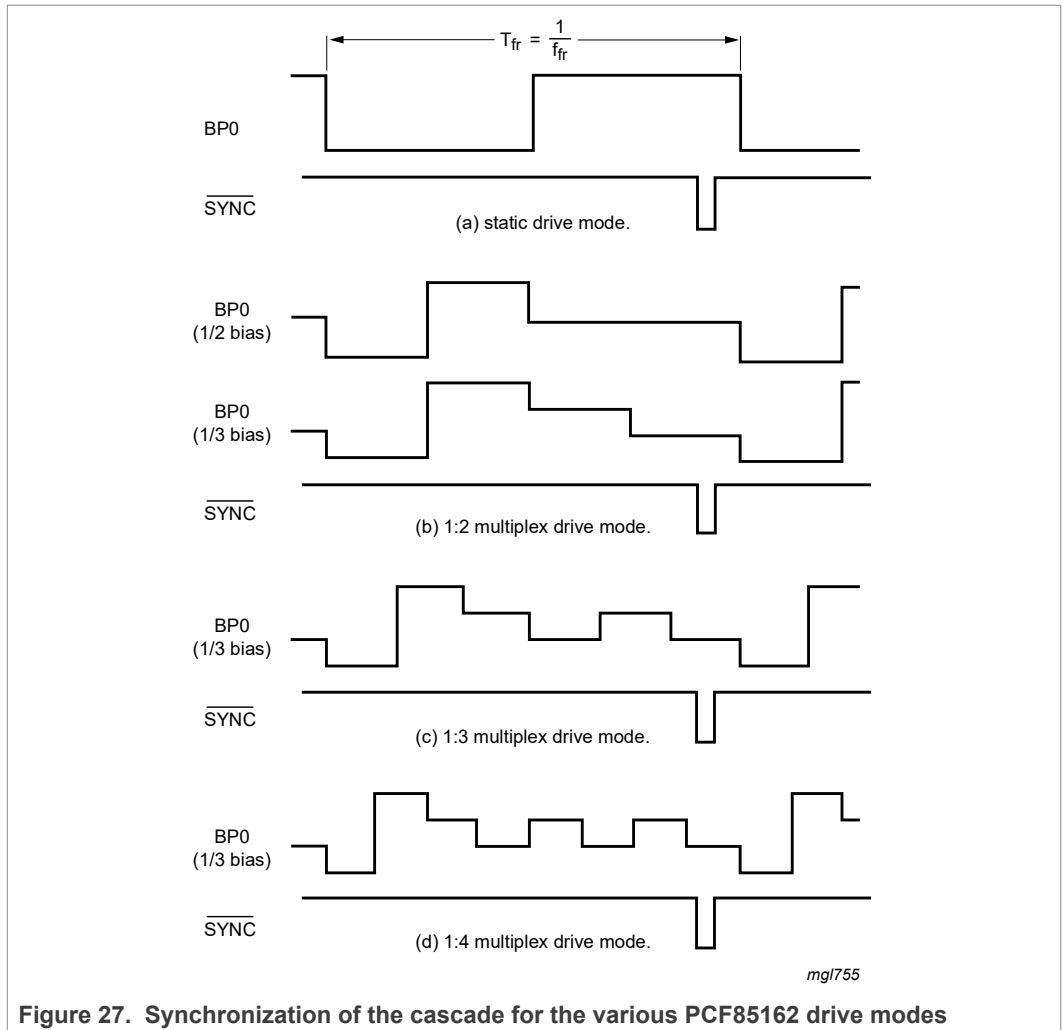 T_fr = 1/f_fr
BP0
SYNC
(a) static drive mode.
BP0
(1/2 bias)
BP0
(1/3 bias)
SYNC
(b) 1:2 multiplex drive mode.
BP0
(1/3 bias)
SYNC
(c) 1:3 multiplex drive mode.
BP0
(1/3 bias)
SYNC
(d) 1:4 multiplex drive mode.
mgl755
Figure 27. Synchronization of the cascade for the various PCF85162 drive modes